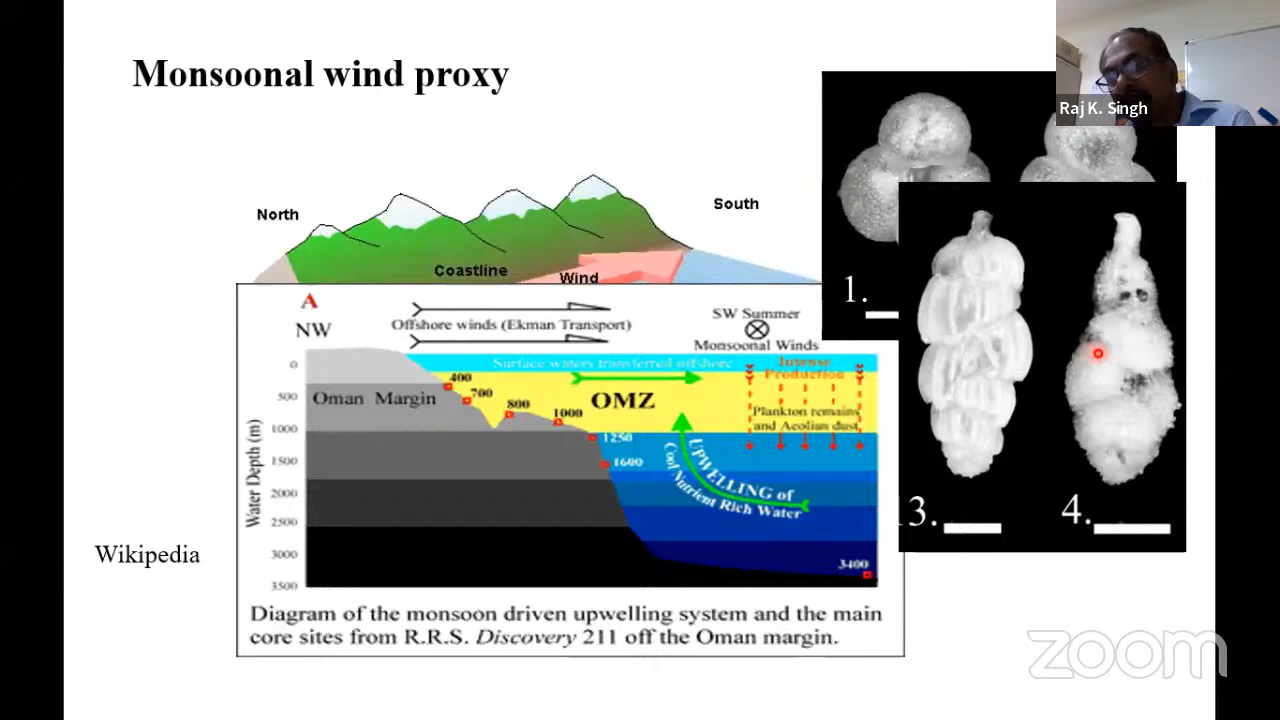 Monsoonal wind proxy
Raj K. Singh
North
South
Coastline
Wind
1.
A
NW
Offshore winds (Ekman Transport)
SW Summer
Monsoonal Winds
Surface waters transferred offshore
Intense
Production
0
500
1000
1500
2000
2500
3000
3500
Water Depth (m)
Oman Margin
400
700
800
1000
1250
1600
3400
OMZ
Plankton remains
and Aeolian dust
UPWELLING of
Cool Nutrient Rich Water
13.
4.
Wikipedia
Diagram of the monsoon driven upwelling system and the main
core sites from R.R.S. Discovery 211 off the Oman margin.
zoom